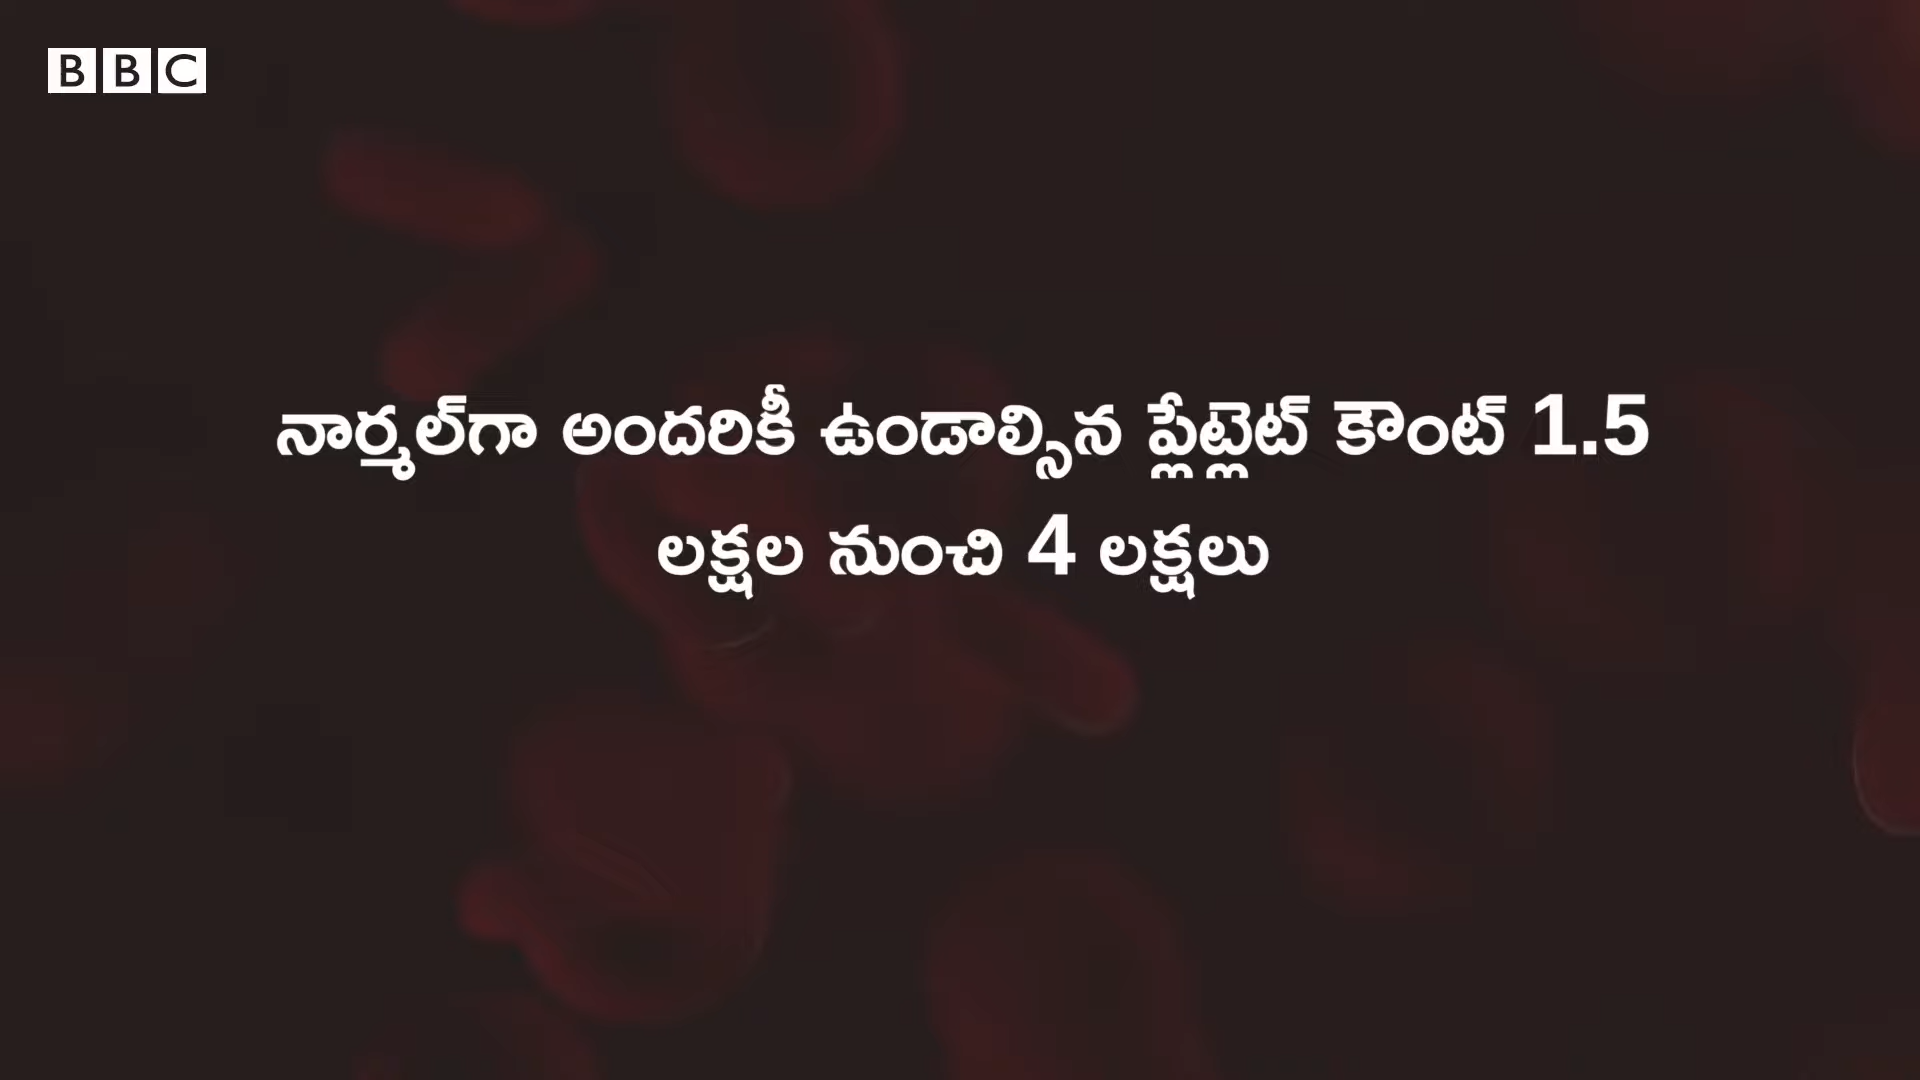 BBC
నార్మల్‌గా అందరికీ ఉండాల్సిన ప్లేట్లెట్ కౌంట్ 1.5
లక్షల నుంచి 4 లక్షలు